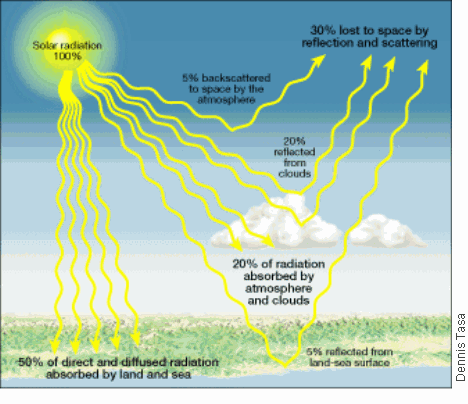 Solar radiation
100%
30% lost to space by
reflection and scattering
5% backscattered
to space by the
atmosphere
20%
reflected
from
clouds
20% of radiation
absorbed by
atmosphere
and clouds
50% of direct and diffused radiation
absorbed by land and sea
5% reflected from
land-sea surface
Dennis Tasa